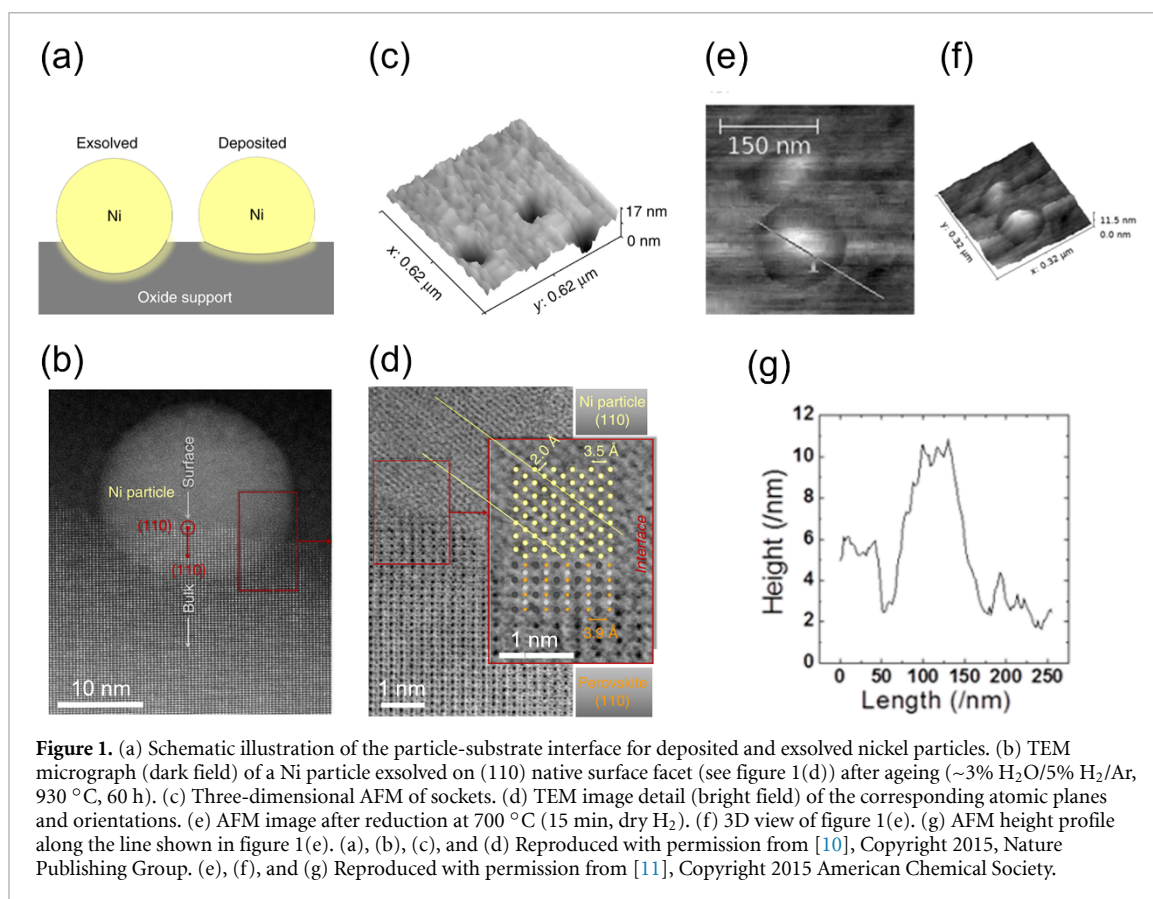 (a)
Exsolved
Deposited
Ni
Ni
Oxide support
(c)
17 nm
0 nm
x: 0.62 μm
y: 0.62 μm
(e)
150 nm
1
(f)
11.5 nm
0.0 nm
y: 0.32
x: 0.32 μm
(b)
Surface
Ni particle
(110)
(110)
Bulk
10 nm
(d)
Ni particle
(110)
2.0 Å
3.5 Å
Interface
3.9 Å
1 nm
1 nm
Perovskite
(110)
(g)
Height (/nm)
12
10
8
6
4
2
0
0 50 100 150 200 250
Length (/nm)
Figure 1. (a) Schematic illustration of the particle-substrate interface for deposited and exsolved nickel particles. (b) TEM
micrograph (dark field) of a Ni particle exsolved on (110) native surface facet (see figure 1(d)) after ageing (~3% H₂O/5% H₂/Ar,
930 °C, 60 h). (c) Three-dimensional AFM of sockets. (d) TEM image detail (bright field) of the corresponding atomic planes
and orientations. (e) AFM image after reduction at 700 °C (15 min, dry H₂). (f) 3D view of figure 1(e). (g) AFM height profile
along the line shown in figure 1(e). (a), (b), (c), and (d) Reproduced with permission from [10], Copyright 2015, Nature
Publishing Group. (e), (f), and (g) Reproduced with permission from [11], Copyright 2015 American Chemical Society.